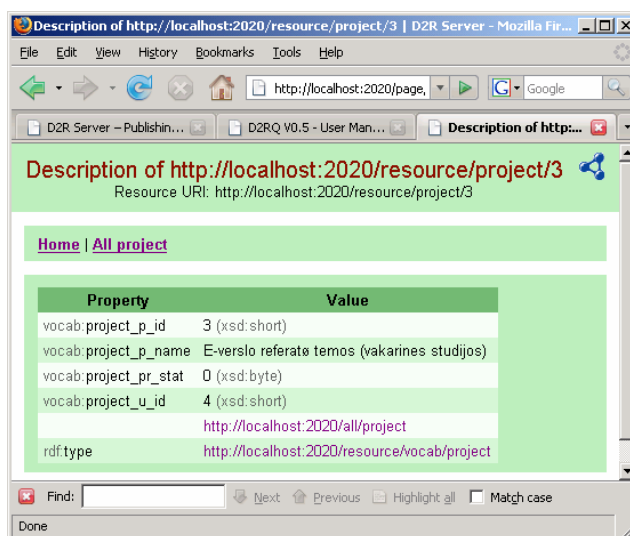 Description of http://localhost:2020/resource/project/3 | D2R Server - Mozilla Fir...
File Edit View History Bookmarks Tools Help
http://localhost:2020/page, G Google
D2R Server – Publishin... D2RQ V0.5 - User Man... Description of http:...
Description of http://localhost:2020/resource/project/3
Resource URI: http://localhost:2020/resource/project/3
Home | All project
Property Value
vocab:project_p_id 3 (xsd:short)
vocab:project_p_name E-verslo referatø temos (vakarines studijos)
vocab:project_pr_stat 0 (xsd:byte)
vocab:project_u_id 4 (xsd:short)
http://localhost:2020/all/project
rdf:type http://localhost:2020/resource/vocab/project
Find: Next Previous Highlight all Match case
Done